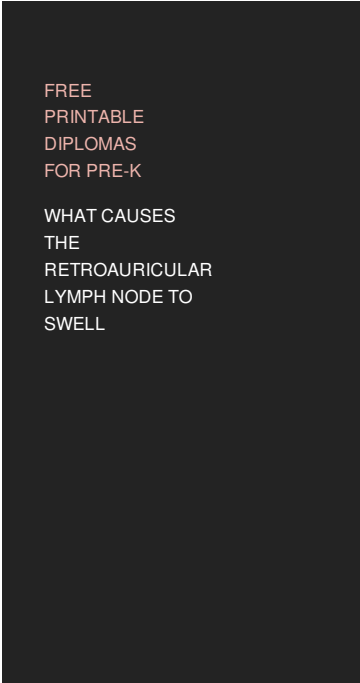 FREE
PRINTABLE
DIPLOMAS
FOR PRE-K
WHAT CAUSES
THE
RETROAURICULAR
LYMPH NODE TO
SWELL